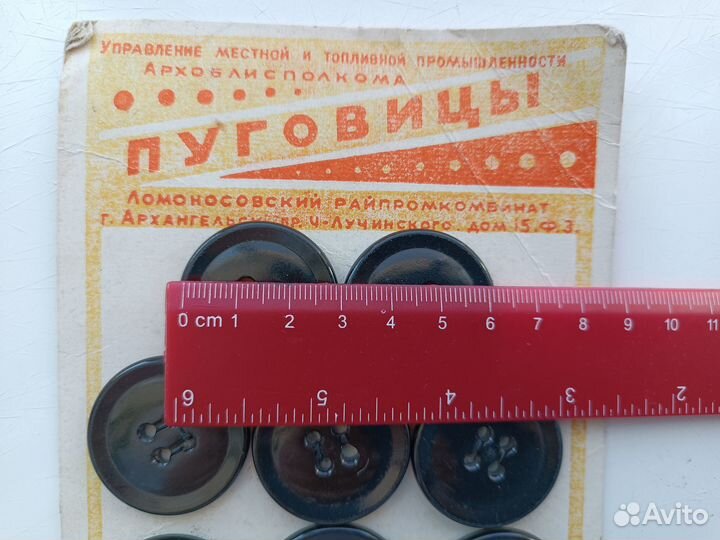 Управление местной и топливной промышленности
Архоблисполкома
ПУГОВИЦЫ
Ломоносовский райпромкомбинат
г. Архангельск пр. Ч-Лучинского дом 15. Ф.3.
0 cm 1 2 3 4 5 6 7 8 9 10 11
6 5 4 3 2
Avito